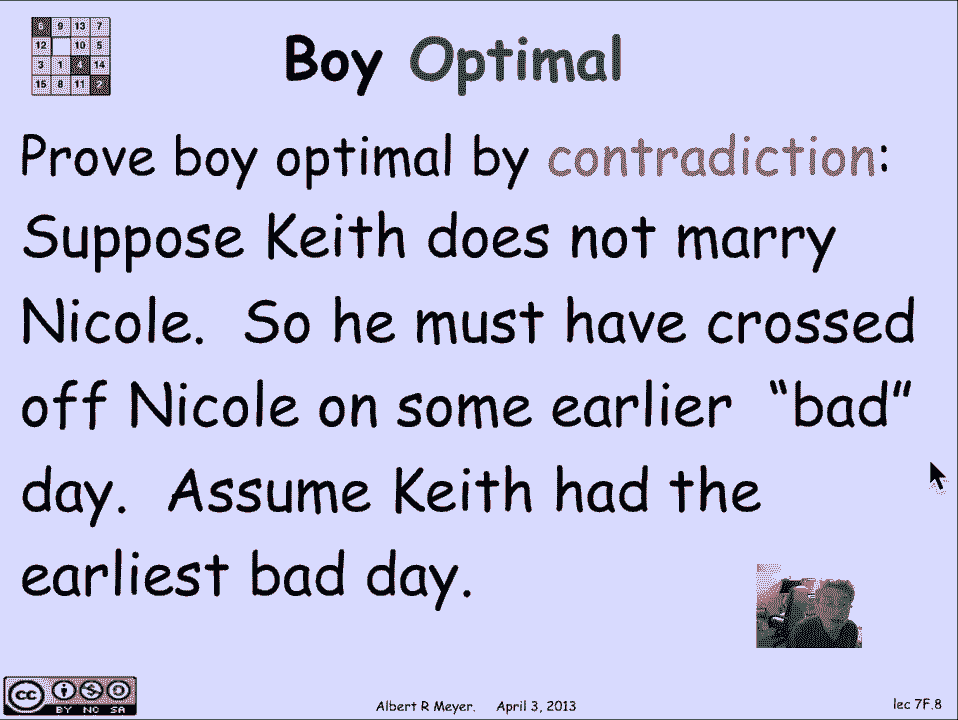 6 9 13 7
12 10 5
3 1 4 14
15 8 11 2
Boy Optimal
Prove boy optimal by contradiction:
Suppose Keith does not marry
Nicole. So he must have crossed
off Nicole on some earlier “bad”
day. Assume Keith had the
earliest bad day.
cc
BY NC SA
Albert R Meyer. April 3, 2013
lec 7F.8